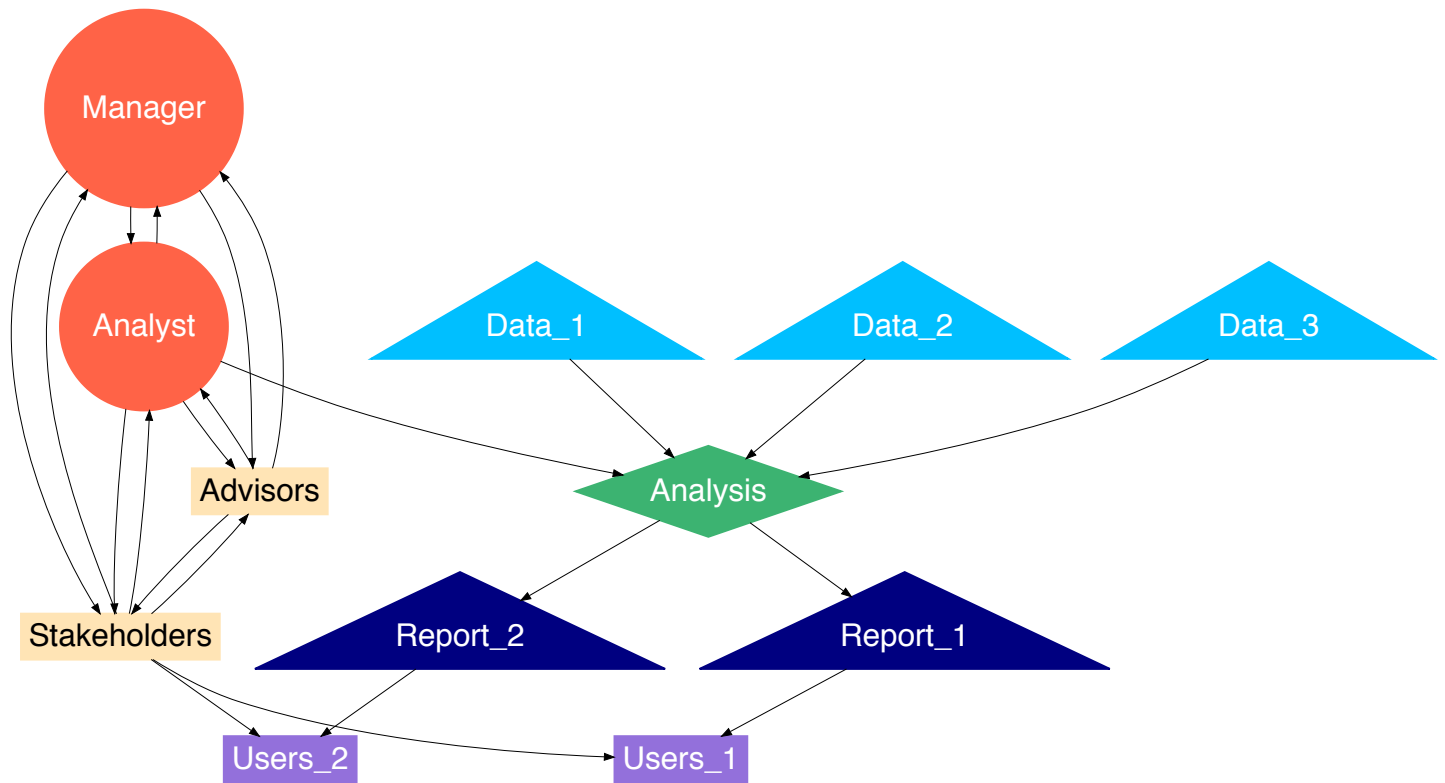 Manager
Analyst
Data_1
Data_2
Data_3
Advisors
Analysis
Stakeholders
Report_2
Report_1
Users_2
Users_1